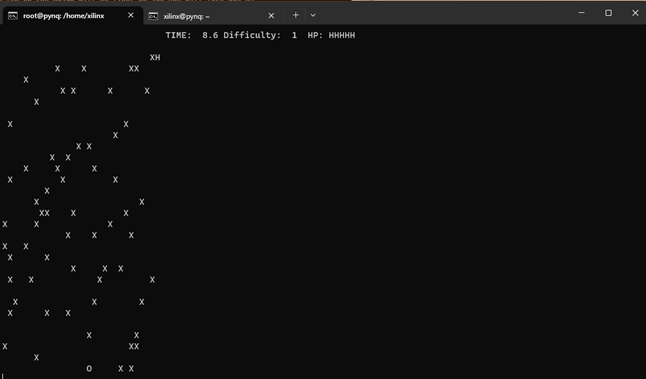 root@pynq: /home/xilinx
xilinx@pynq: ~
TIME:  8.6 Difficulty:  1  HP: HHHHH
XH
X    X        XX
X
X X      X      X
X
X                     X
X
X X
X  X
X     X      X
X         X         X
X
X                   X
XX    X         X
X     X             X
X    X      X
X   X
X      X
X     X  X
X   X            X         X
X              X        X
X      X   X
X        X
X                       XX
X
O     X X